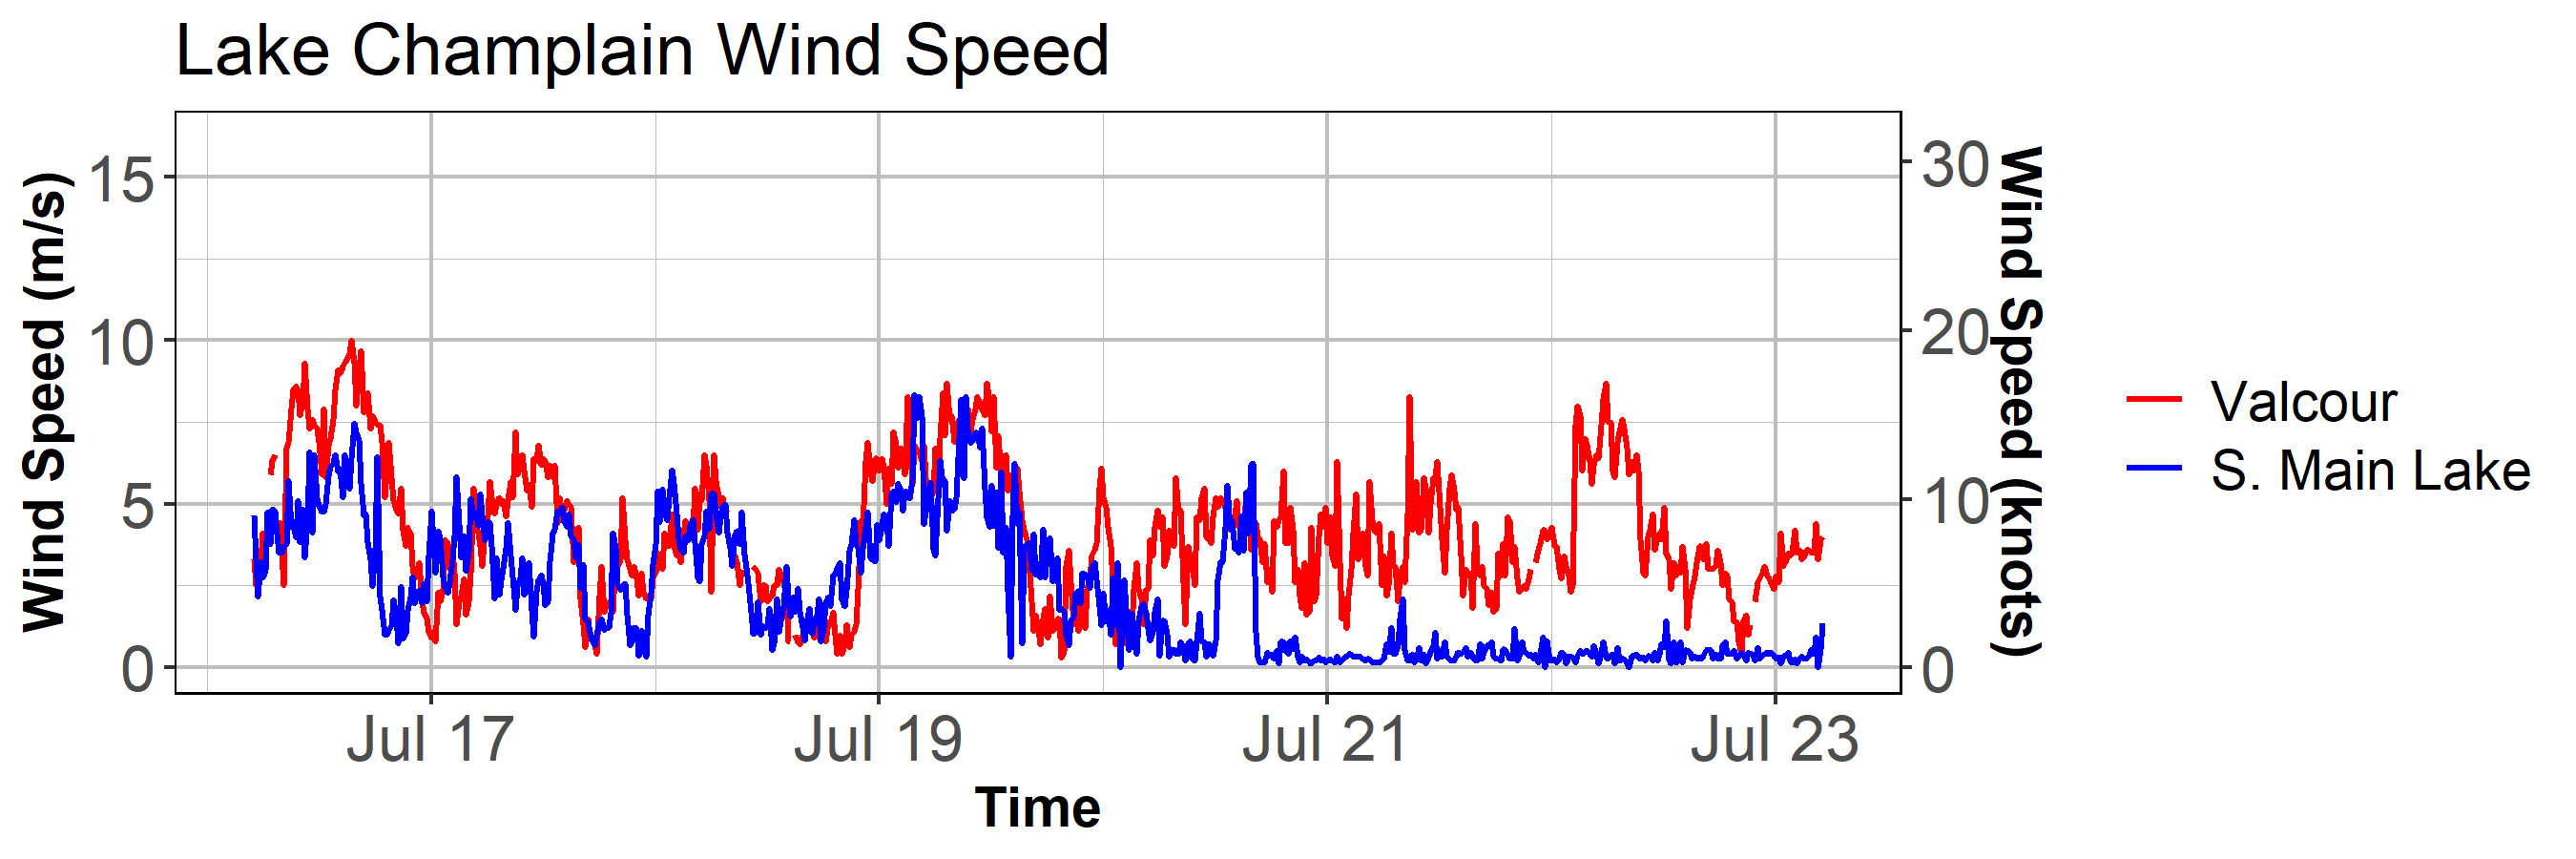 Lake Champlain Wind Speed
Wind Speed (m/s)
15
10
5
0
30
20
10
0
Wind Speed (knots)
Jul 17
Jul 19
Jul 21
Jul 23
Time
Valcour
S. Main Lake